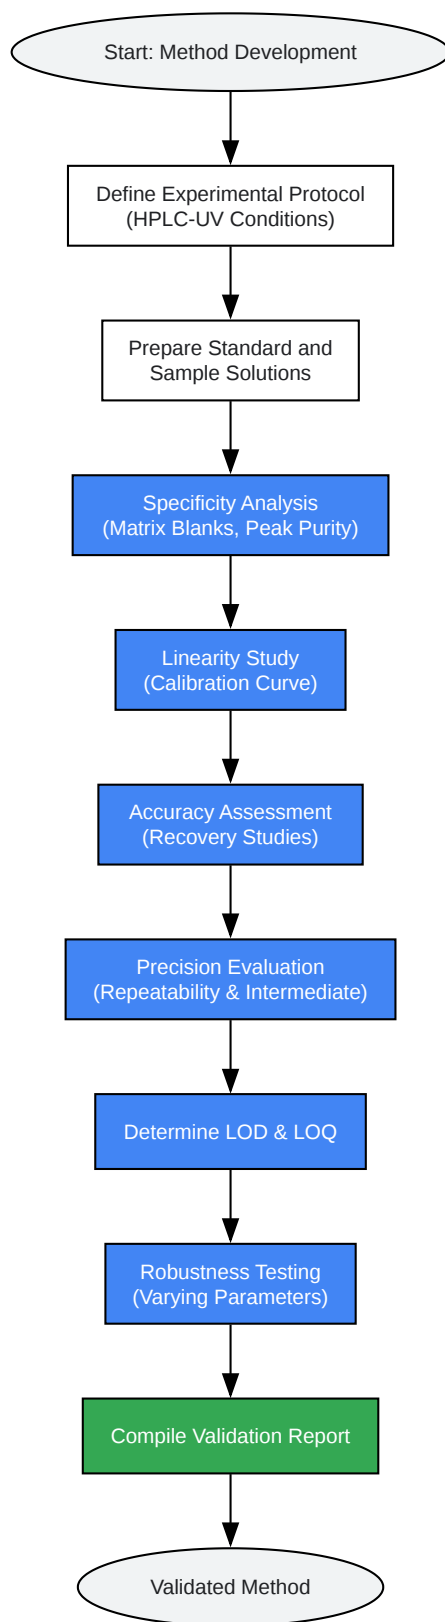 Start: Method Development
Define Experimental Protocol
(HPLC-UV Conditions)
Prepare Standard and
Sample Solutions
Specificity Analysis
(Matrix Blanks, Peak Purity)
Linearity Study
(Calibration Curve)
Accuracy Assessment
(Recovery Studies)
Precision Evaluation
(Repeatability & Intermediate)
Determine LOD & LOQ
Robustness Testing
(Varying Parameters)
Compile Validation Report
Validated Method